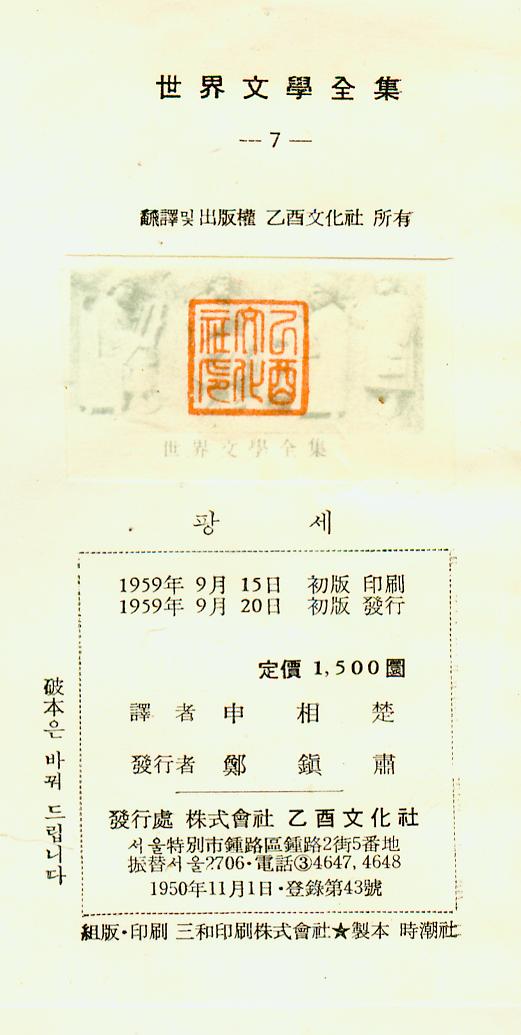 世界文學全集
— 7 —
飜譯및 出版權 乙酉文化社 所有
乙酉文化社印
世界文學全集
팡 세
1959年 9月 15日 初版 印刷
1959年 9月 20日 初版 發行
定價 1,500圜
譯者 申相楚
發行者 鄭鎭肅
發行處 株式會社 乙酉文化社
서울特別市鍾路區鍾路2街5番地
振替서울2706·電話③4647, 4648
1950年11月1日·登錄第43號
破本은 바꿔 드립니다
組版·印刷 三和印刷株式會社★製本 時潮社